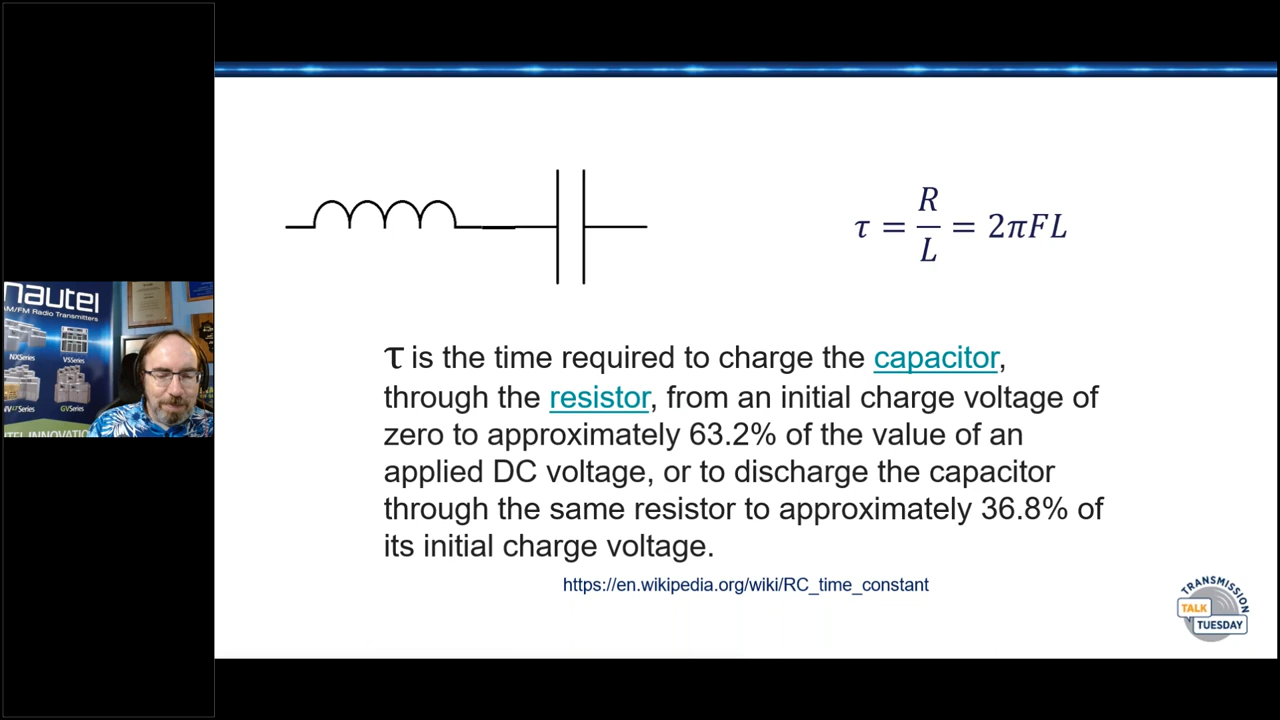 τ = R/L = 2πFL
τ is the time required to charge the capacitor,
through the resistor, from an initial charge voltage of
zero to approximately 63.2% of the value of an
applied DC voltage, or to discharge the capacitor
through the same resistor to approximately 36.8% of
its initial charge voltage.
https://en.wikipedia.org/wiki/RC_time_constant
TRANSMISSION
TALK
TUESDAY
nautel
AM/FM Radio Transmitters
NXSeries
VSSeries
GVSeries